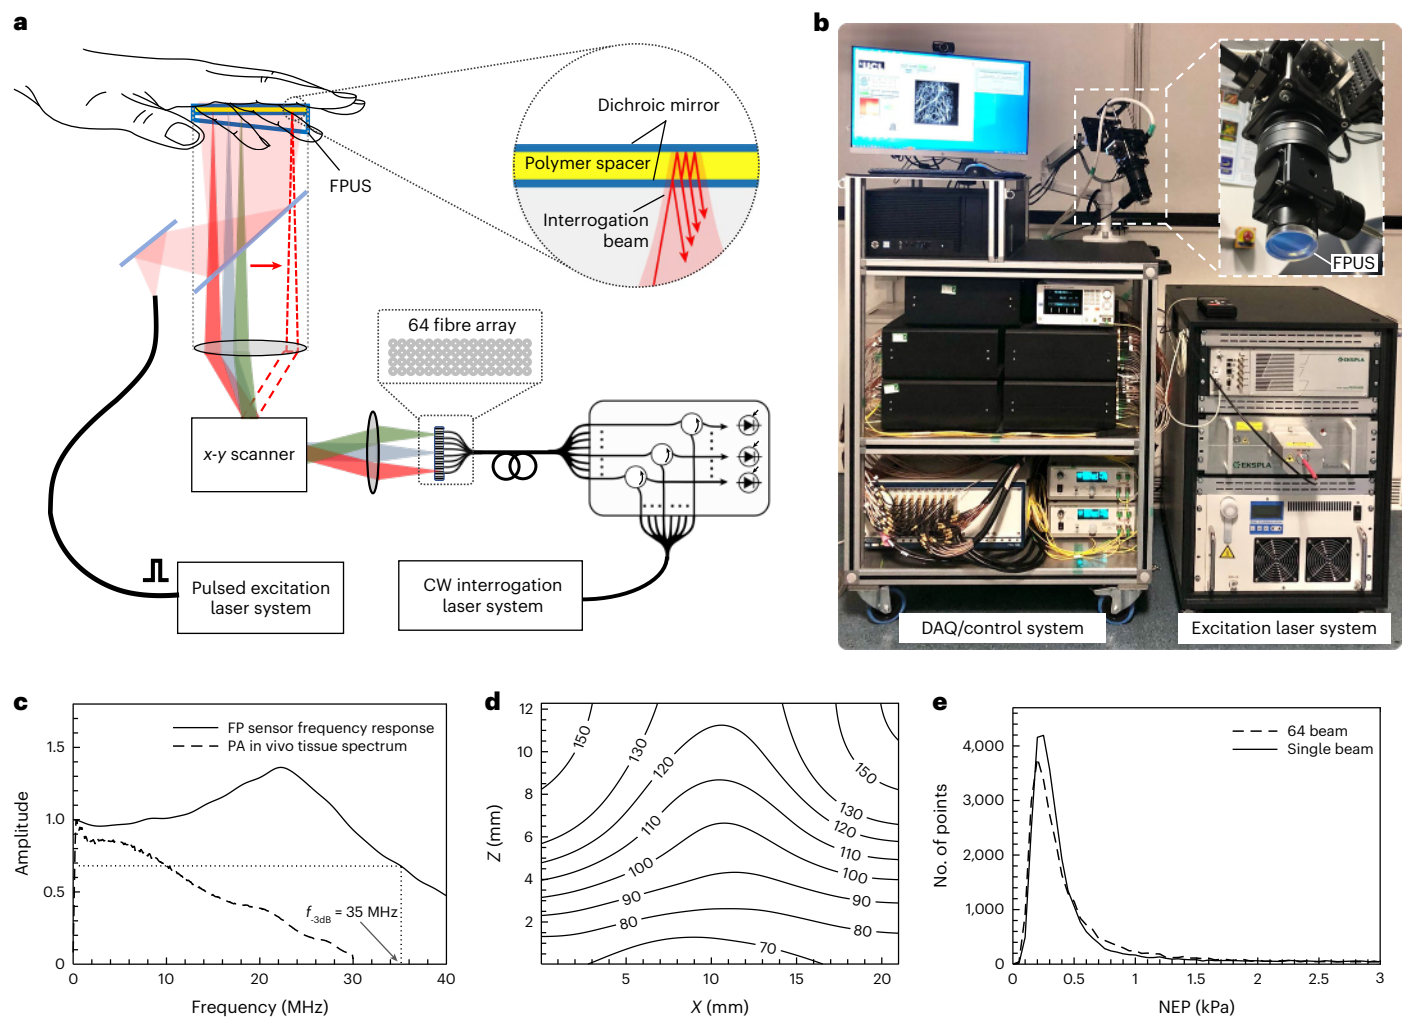 a
FPUS
Dichroic mirror
Polymer spacer
Interrogation
beam
64 fibre array
x-y scanner
Pulsed excitation
laser system
CW interrogation
laser system
b
UCL
EKSPLA
EKSPLA
FPUS
DAQ/control system
Excitation laser system
c
FP sensor frequency response
PA in vivo tissue spectrum
1.5
1.0
0.5
0
Amplitude
f-3dB = 35 MHz
0 10 20 30 40
Frequency (MHz)
d
12
10
8
6
4
2
Z (mm)
150
130
120
110
100
90
80
70
150
130
120
110
100
90
80
5 10 15 20
X (mm)
e
64 beam
Single beam
4,000
3,000
2,000
1,000
0
No. of points
0 0.5 1 1.5 2 2.5 3
NEP (kPa)